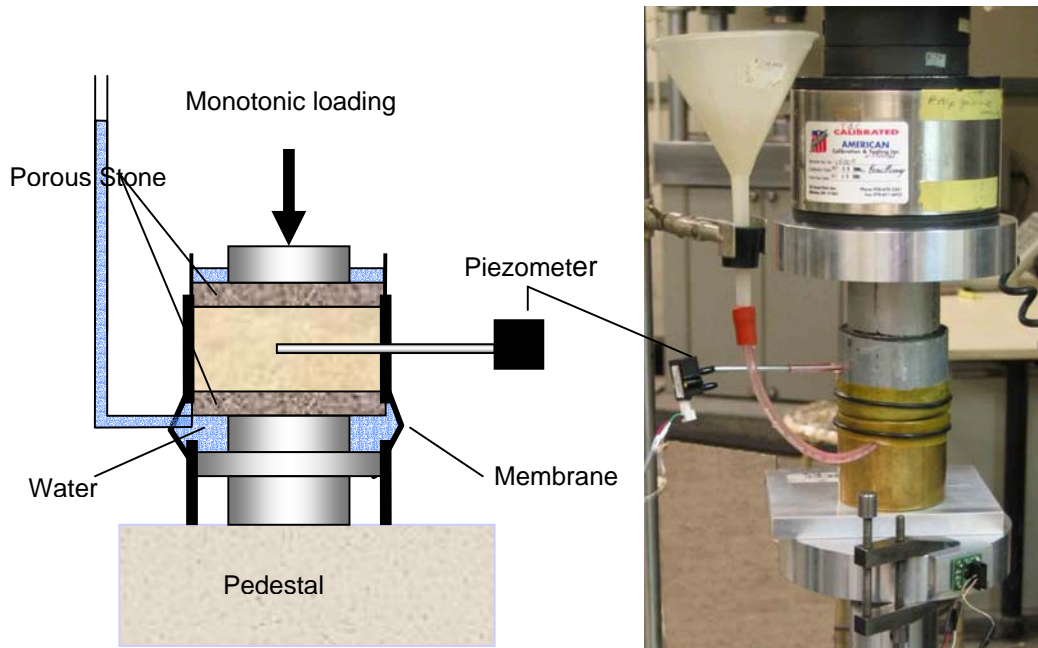 Monotonic loading
Porous Stone
Piezometer
Water
Membrane
Pedestal
CALIBRATED
AMERICAN
Calibration & Testing Inc.